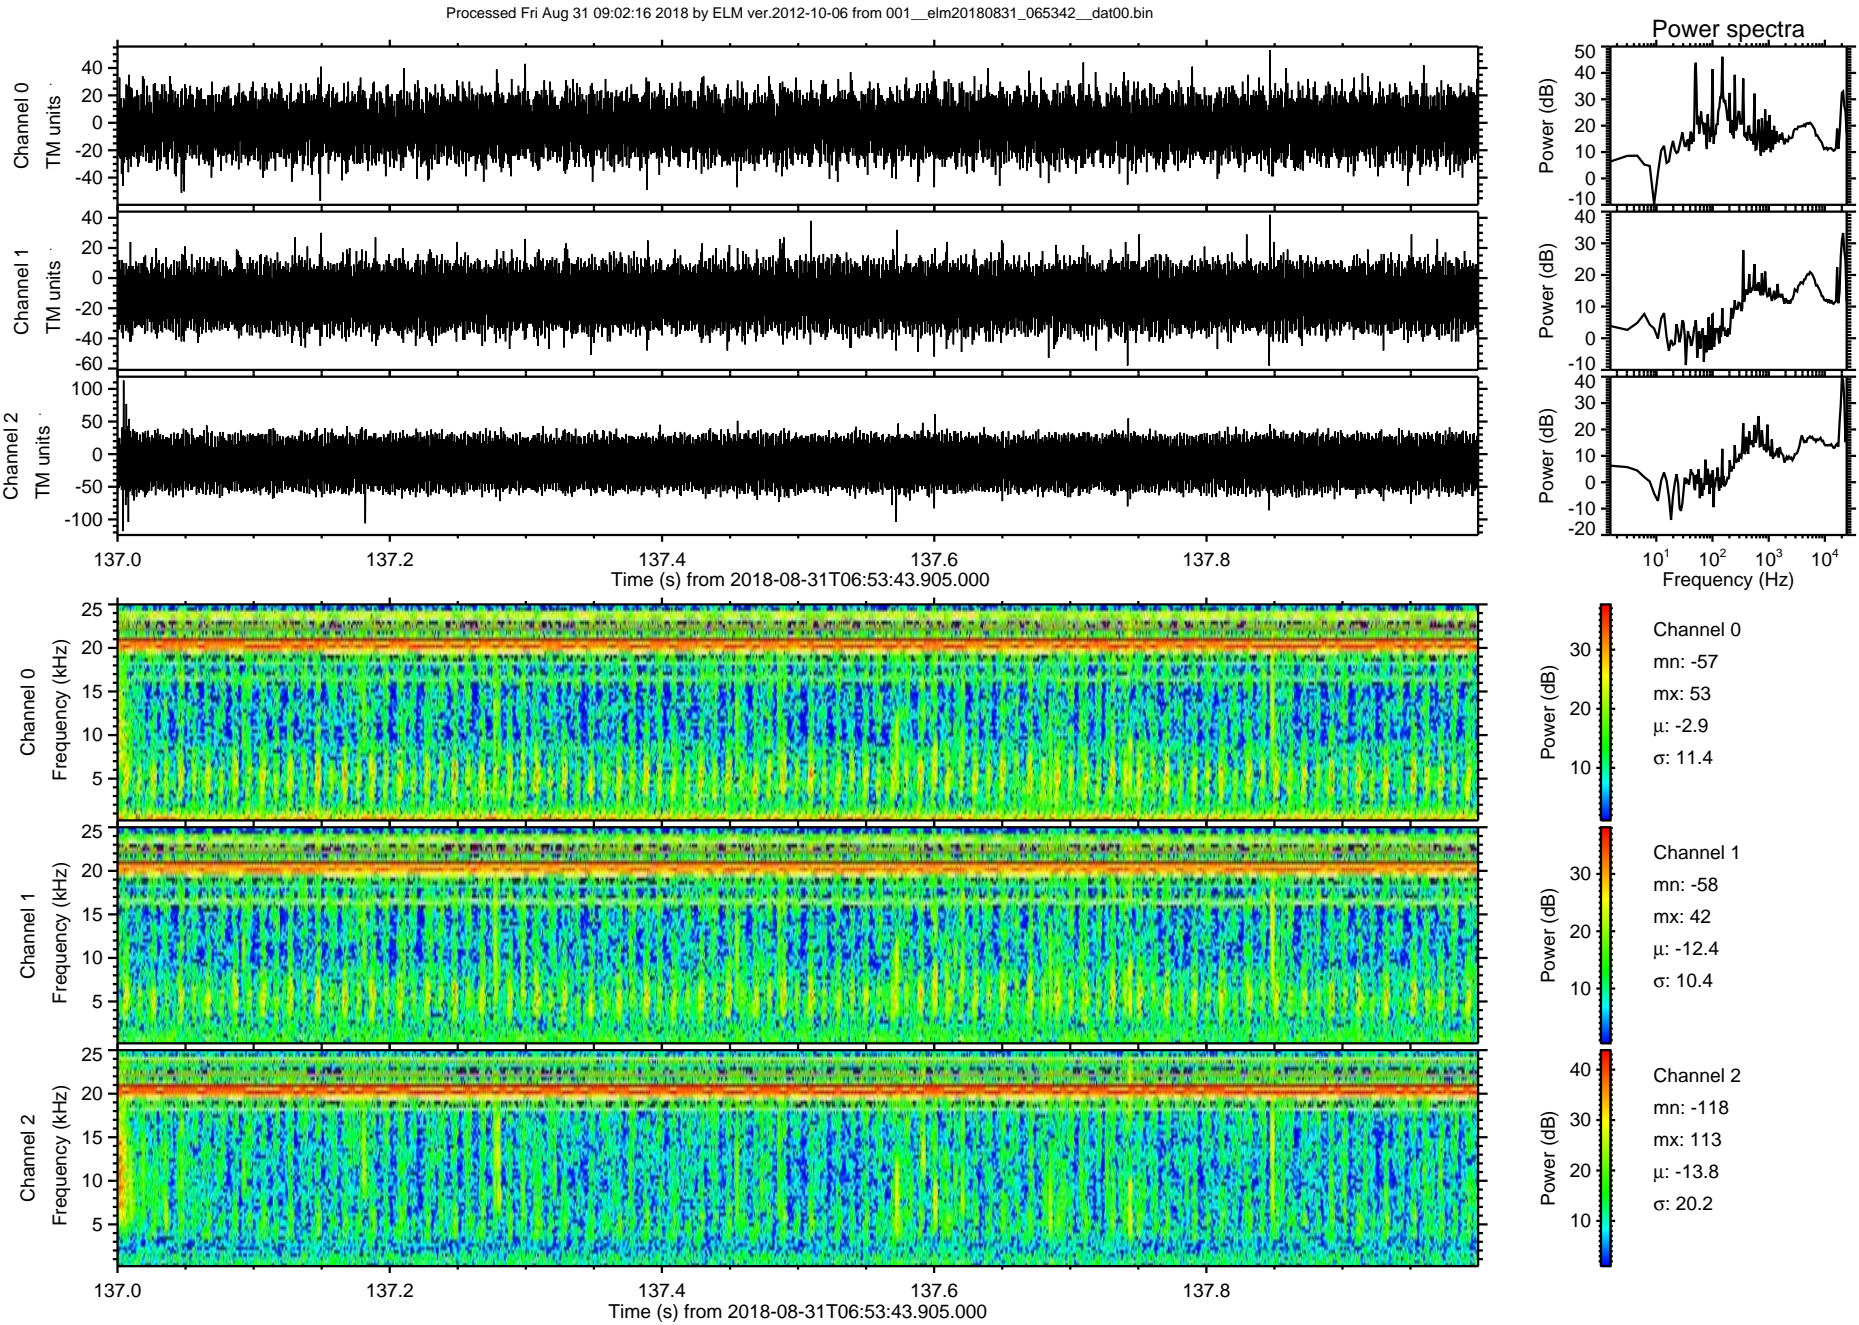 Processed Fri Aug 31 09:02:16 2018 by ELM ver.2012-10-06 from 001__elm20180831_065342__dat00.bin
Power spectra
Channel 0
TM units
40
20
0
-20
-40
Power (dB)
50
40
30
20
10
0
-10
Channel 1
TM units
40
20
0
-20
-40
-60
Power (dB)
40
30
20
10
0
-10
Channel 2
TM units
100
50
0
-50
-100
Power (dB)
40
30
20
10
0
-10
-20
137.0 137.2 137.4 137.6 137.8
Time (s) from 2018-08-31T06:53:43.905.000
10¹ 10² 10³ 10⁴
Frequency (Hz)
Channel 0
Frequency (kHz)
25
20
15
10
5
Power (dB)
30
20
10
Channel 0
mn: -57
mx: 53
µ: -2.9
σ: 11.4
Channel 1
Frequency (kHz)
25
20
15
10
5
Power (dB)
30
20
10
Channel 1
mn: -58
mx: 42
µ: -12.4
σ: 10.4
Channel 2
Frequency (kHz)
25
20
15
10
5
Power (dB)
40
30
20
10
Channel 2
mn: -118
mx: 113
µ: -13.8
σ: 20.2
137.0 137.2 137.4 137.6 137.8
Time (s) from 2018-08-31T06:53:43.905.000